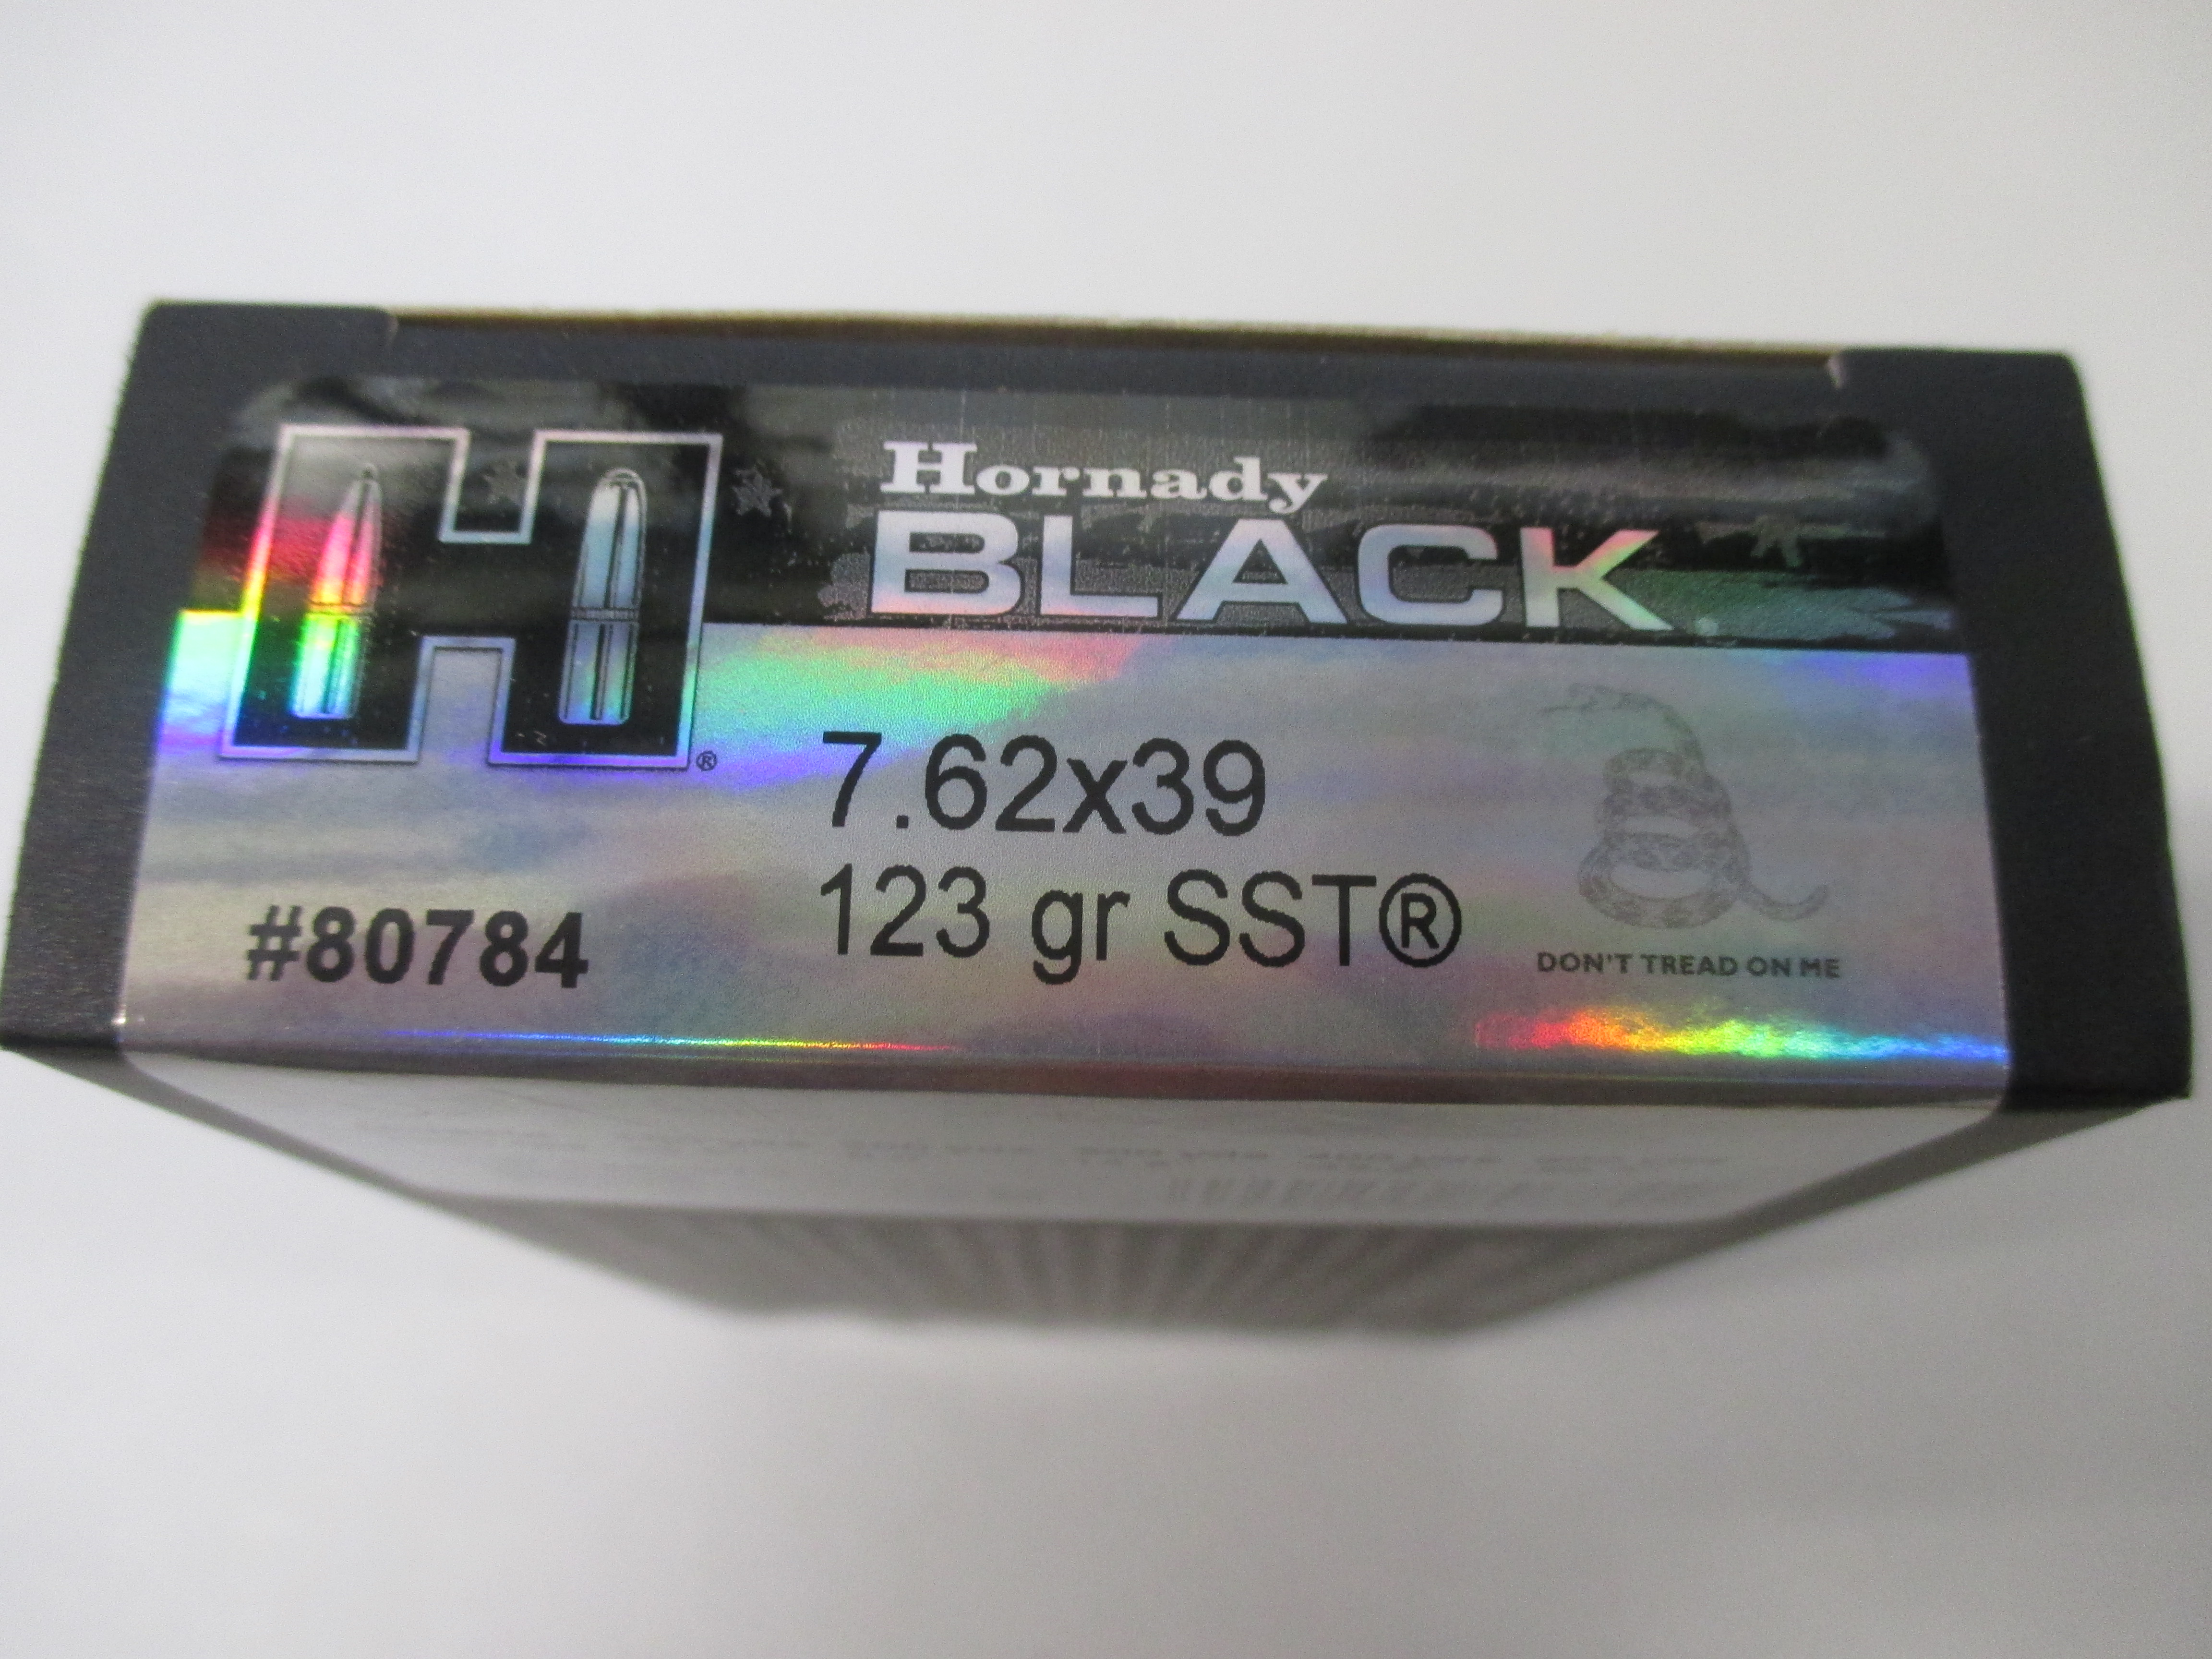 Hornady
BLACK
H®
7.62x39
123 gr SST®
#80784
DON'T TREAD ON ME